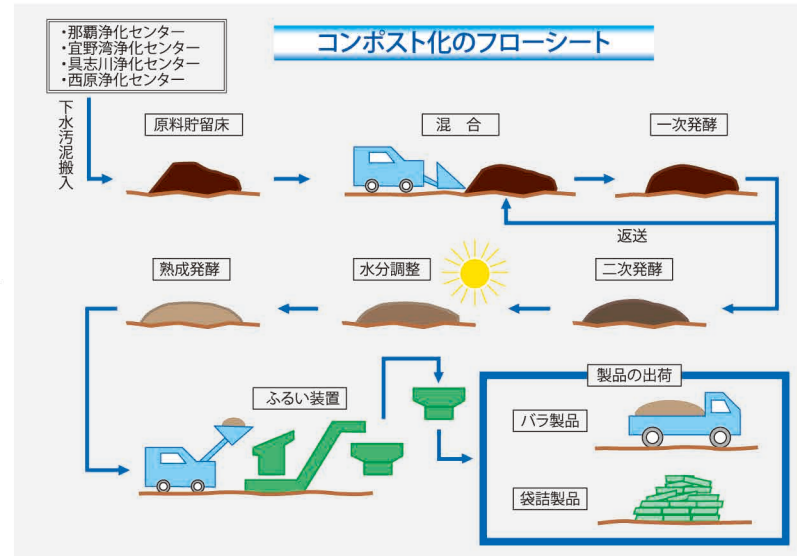 ・那覇浄化センター
・宜野湾浄化センター
・具志川浄化センター
・西原浄化センター
コンポスト化のフローシート
下水汚泥搬入
原料貯留床
混　合
一次発酵
返送
熟成発酵
水分調整
二次発酵
ふるい装置
製品の出荷
バラ製品
袋詰製品